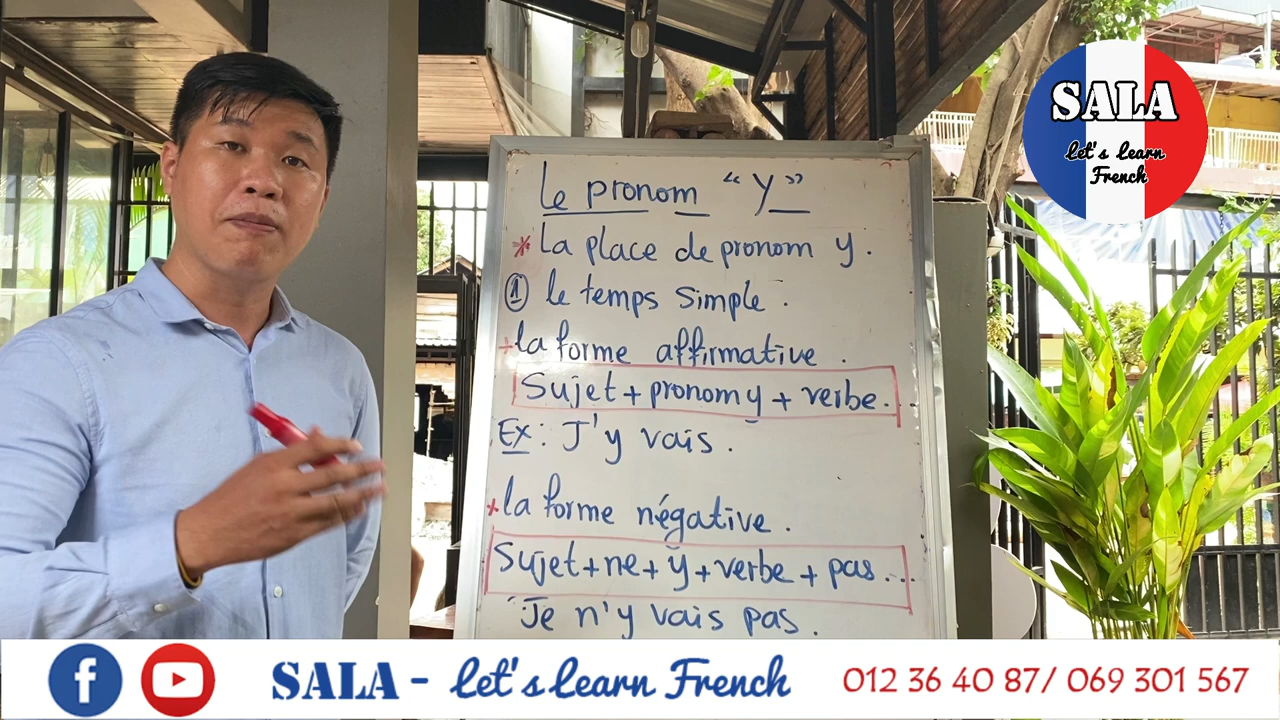 Le pronom “ y ”
* La place de pronom y.
① Le temps simple.
+ la forme affirmative.
Sujet + pronom y + verbe...
Ex : J'y vais.
* la forme négative.
Sujet + ne + y + verbe + pas...
Je n'y vais pas.
SALA
Let's Learn
French
SALA - Let's Learn French 012 36 40 87/ 069 301 567